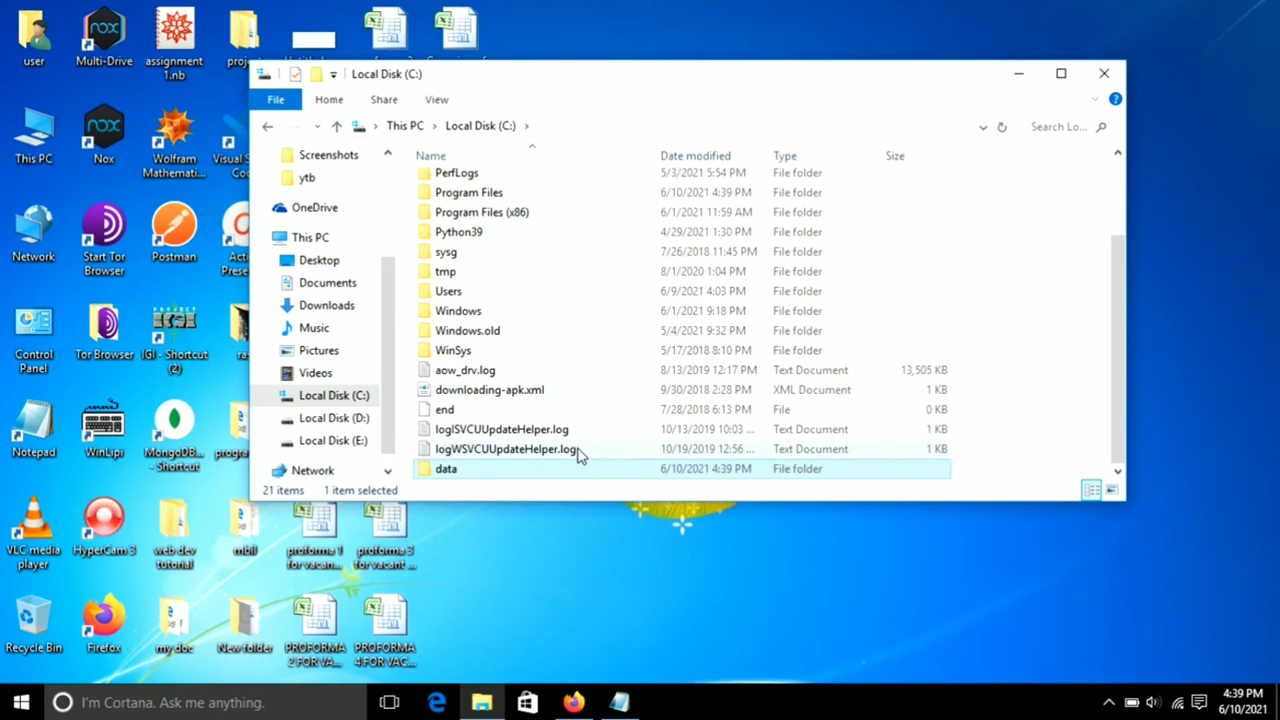 user
Multi-Drive
assignment 1.nb
Local Disk (C:)
File
Home
Share
View
This PC
Local Disk (C:)
Search Lo...
Screenshots
ytb
OneDrive
This PC
Desktop
Documents
Downloads
Music
Pictures
Videos
Local Disk (C:)
Local Disk (D:)
Local Disk (E:)
Network
Name Date modified Type Size
PerfLogs 5/3/2021 5:54 PM File folder
Program Files 6/10/2021 4:39 PM File folder
Program Files (x86) 6/1/2021 11:59 AM File folder
Python39 4/29/2021 1:30 PM File folder
sysg 7/26/2018 11:45 PM File folder
tmp 8/1/2020 1:04 PM File folder
Users 6/9/2021 4:03 PM File folder
Windows 6/1/2021 9:18 PM File folder
Windows.old 5/4/2021 9:32 PM File folder
WinSys 5/17/2018 8:10 PM File folder
aow_drv.log 8/13/2019 12:17 PM Text Document 13,505 KB
downloading-apk.xml 9/30/2018 2:28 PM XML Document 1 KB
end 7/28/2018 6:13 PM File 0 KB
logISVCUUpdateHelper.log 10/13/2019 10:03 ... Text Document 1 KB
logWSVCUUpdateHelper.log 10/19/2019 12:56 ... Text Document 1 KB
data 6/10/2021 4:39 PM File folder
21 items 1 item selected
This PC
Nox
Wolfram
Mathemati...
Network
Start Tor
Browser
Postman
Control
Panel
Tor Browser
IGI - Shortcut
(2)
Notepad
WinLipi
MongoDB...
- Shortcut
VLC media
player
HyperCam 3
web dev
tutorial
mbil
proforma 1
for vacan...
proforma 3
for vacant ...
Recycle Bin
Firefox
my doc
New folder
PROFORMA
2 FOR VA...
PROFORMA
4 FOR VAC...
I'm Cortana. Ask me anything.
4:39 PM
6/10/2021